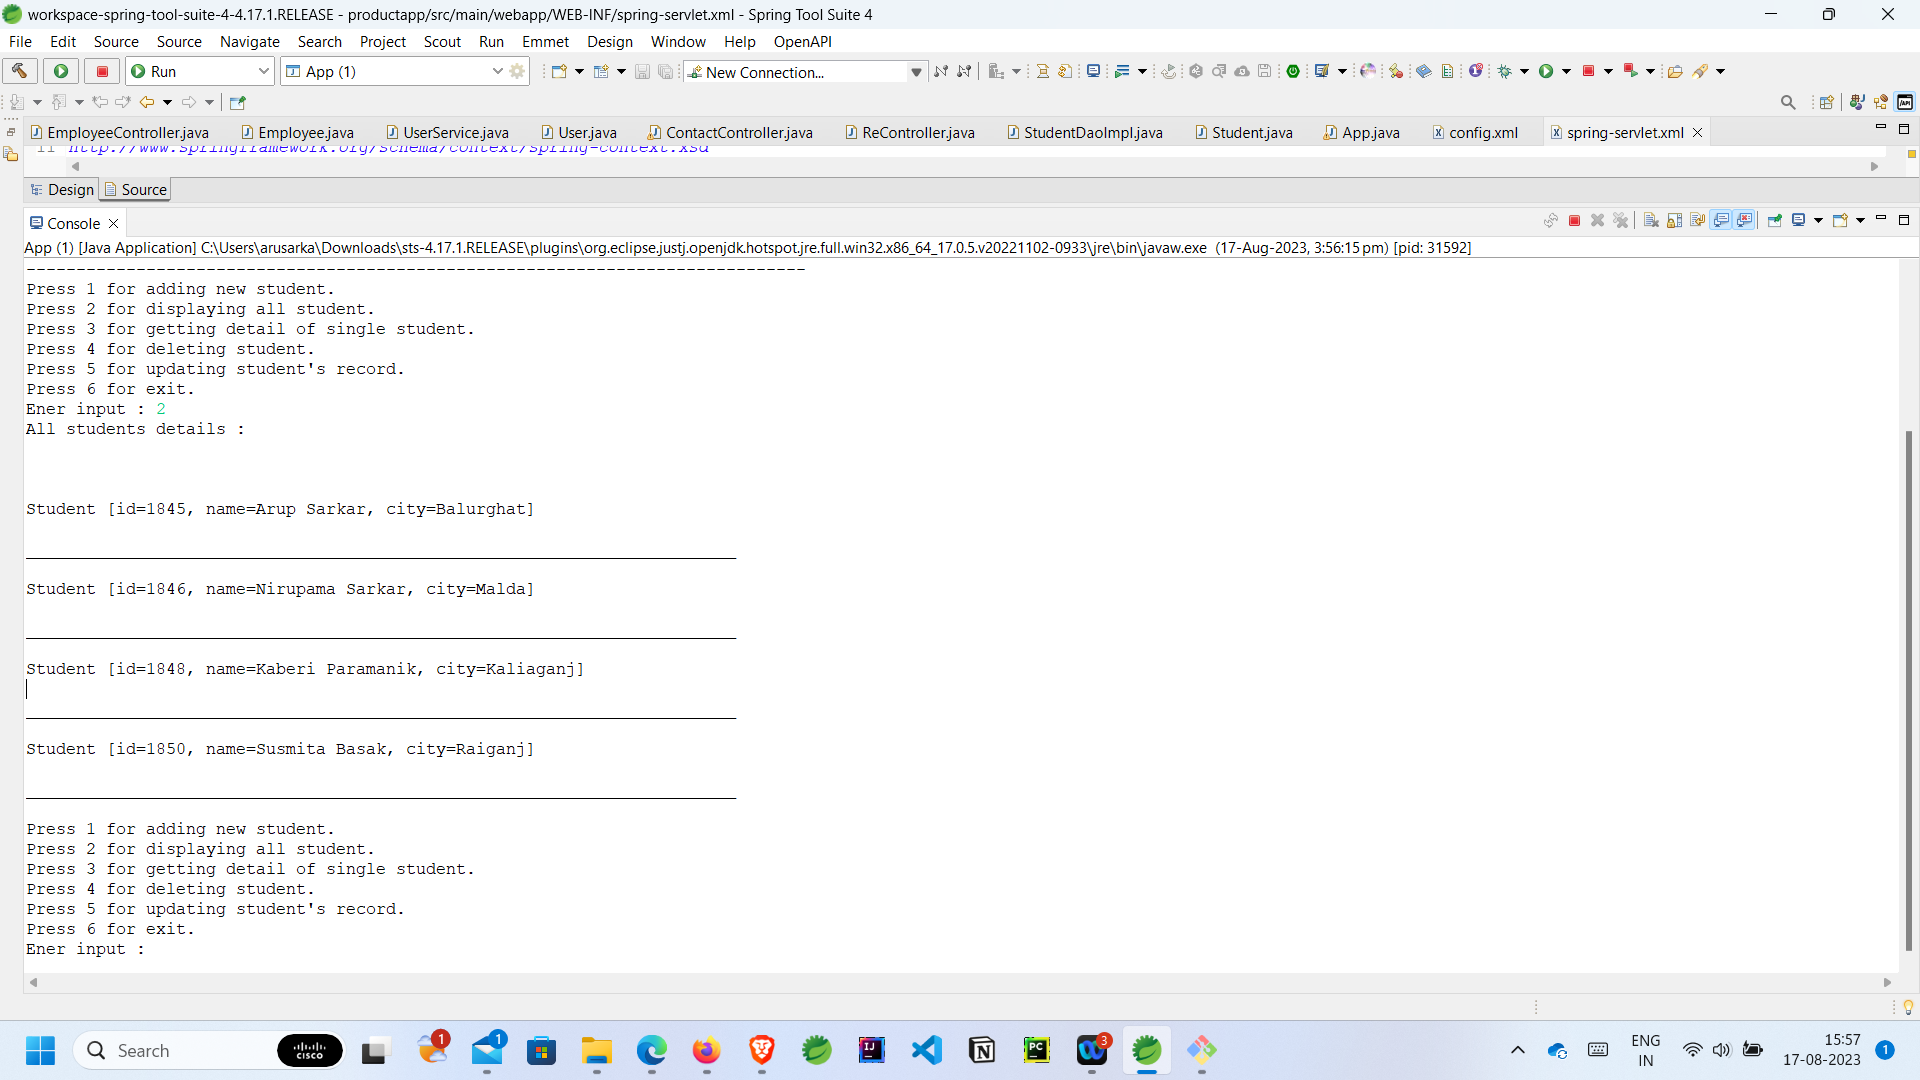 workspace-spring-tool-suite-4-4.17.1.RELEASE - productapp/src/main/webapp/WEB-INF/spring-servlet.xml - Spring Tool Suite 4
File Edit Source Source Navigate Search Project Scout Run Emmet Design Window Help OpenAPI
Run App (1) New Connection...
EmployeeController.java Employee.java UserService.java User.java ContactController.java ReController.java StudentDaoImpl.java Student.java App.java config.xml spring-servlet.xml
11 http://www.springframework.org/schema/context/spring-context.xsd
Design Source
Console
App (1) [Java Application] C:\Users\arusarka\Downloads\sts-4.17.1.RELEASE\plugins\org.eclipse.justj.openjdk.hotspot.jre.full.win32.x86_64_17.0.5.v20221102-0933\jre\bin\javaw.exe (17-Aug-2023, 3:56:15 pm) [pid: 31592]
------------------------------------------------------------------------------
Press 1 for adding new student.
Press 2 for displaying all student.
Press 3 for getting detail of single student.
Press 4 for deleting student.
Press 5 for updating student's record.
Press 6 for exit.
Ener input : 2
All students details :
Student [id=1845, name=Arup Sarkar, city=Balurghat]
_______________________________________________________________________
Student [id=1846, name=Nirupama Sarkar, city=Malda]
_______________________________________________________________________
Student [id=1848, name=Kaberi Paramanik, city=Kaliaganj]
_______________________________________________________________________
Student [id=1850, name=Susmita Basak, city=Raiganj]
_______________________________________________________________________
Press 1 for adding new student.
Press 2 for displaying all student.
Press 3 for getting detail of single student.
Press 4 for deleting student.
Press 5 for updating student's record.
Press 6 for exit.
Ener input :
Search cisco 1 1 IJ N PC 3 ENG IN 15:57 17-08-2023 1